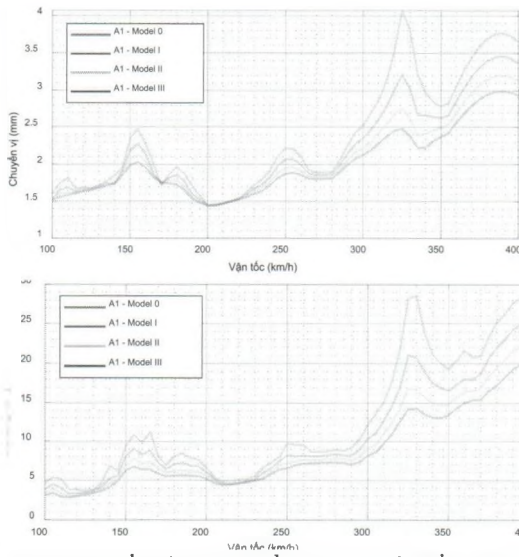 4
A1 - Model 0
A1 - Model I
3.5
A1 - Model II
A1 - Model III
3
2.5
Chuyển vị (mm)
2
1.5
1
100 150 200 250 300 350 400
Vận tốc (km/h)
30
A1 - Model 0
A1 - Model I
25
A1 - Model II
A1 - Model III
20
15
10
5
0
100 150 200 250 300 350
Vận tốc (km/h)